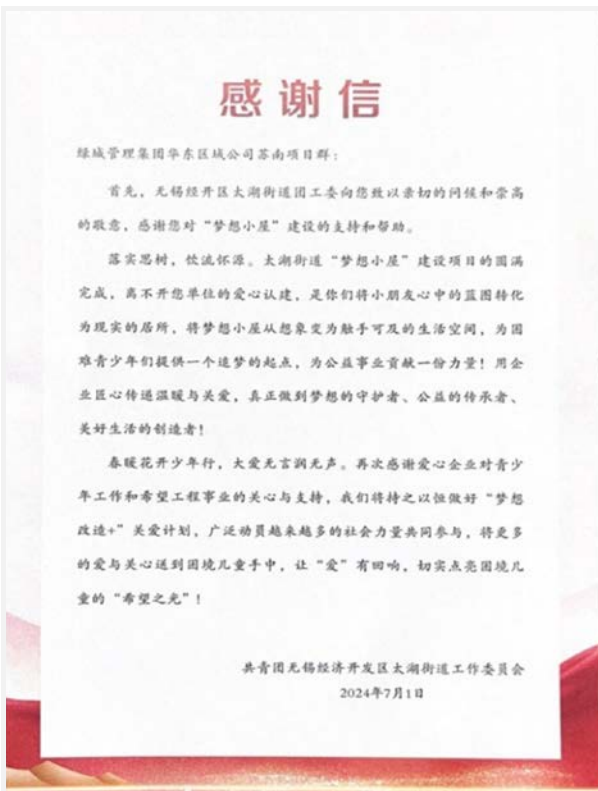 感谢信
绿城管理集团华东区域公司苏南项目群：
首先，无锡经开区太湖街道团工委向您致以亲切的问候和崇高
的敬意，感谢您对“梦想小屋”建设的支持和帮助。
落实思树，饮流怀源。太湖街道“梦想小屋”建设项目的圆满
完成，离不开您单位的爱心认建，是你们将小朋友心中的蓝图转化
为现实的居所，将梦想小屋从想象变为触手可及的生活空间，为困
难青少年们提供一个追梦的起点，为公益事业贡献一份力量！用企
业匠心传递温暖与关爱，真正做到梦想的守护者、公益的传承者、
美好生活的创造者！
春暖花开少年行，大爱无言润无声。再次感谢爱心企业对青少
年工作和希望工程事业的关心与支持，我们将持之以恒做好“梦想
改造+”关爱计划，广泛动员越来越多的社会力量共同参与，将更多
的爱与关心送到困境儿童手中，让“爱”有回响，切实点亮困境儿
童的“希望之光”！
共青团无锡经济开发区太湖街道工作委员会
2024年7月1日